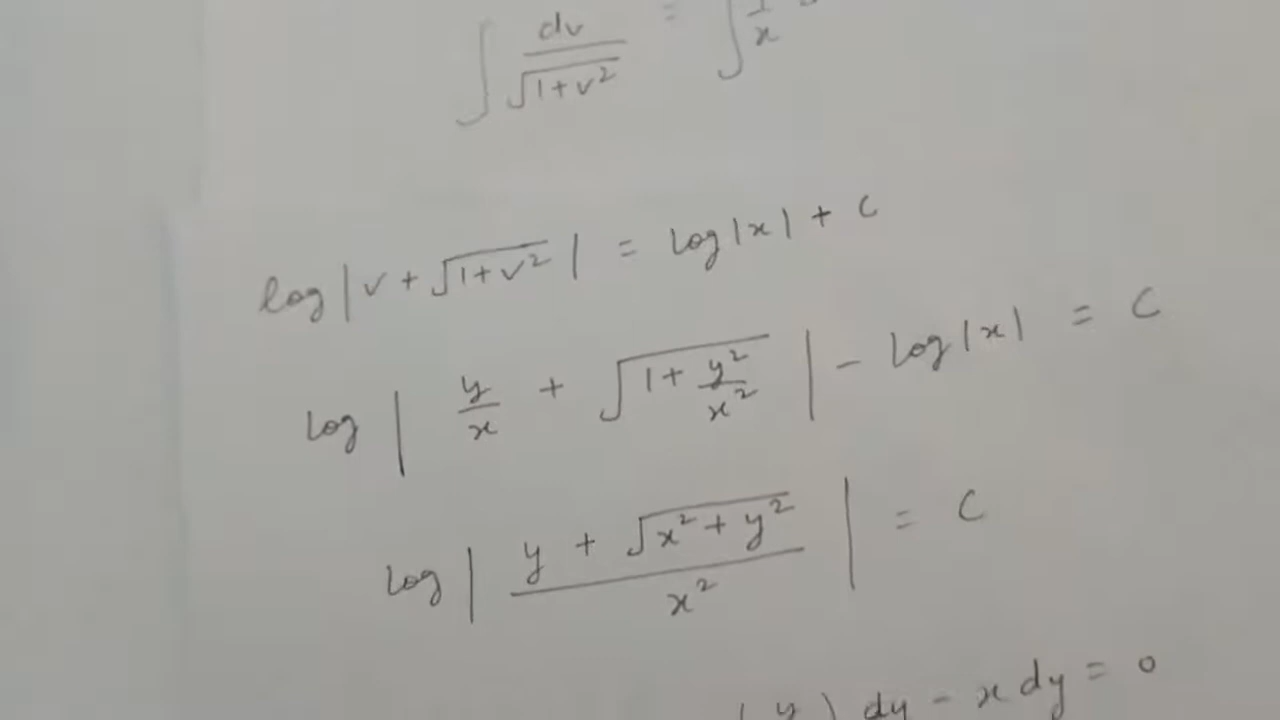 ∫ dv/√(1+v²) = ∫ 1/x
log |v + √(1+v²)| = log|x| + c
log | y/x + √(1 + y²/x²) | - log|x| = C
log | (y + √(x² + y²))/x² | = C
y ) dy - x dy = 0